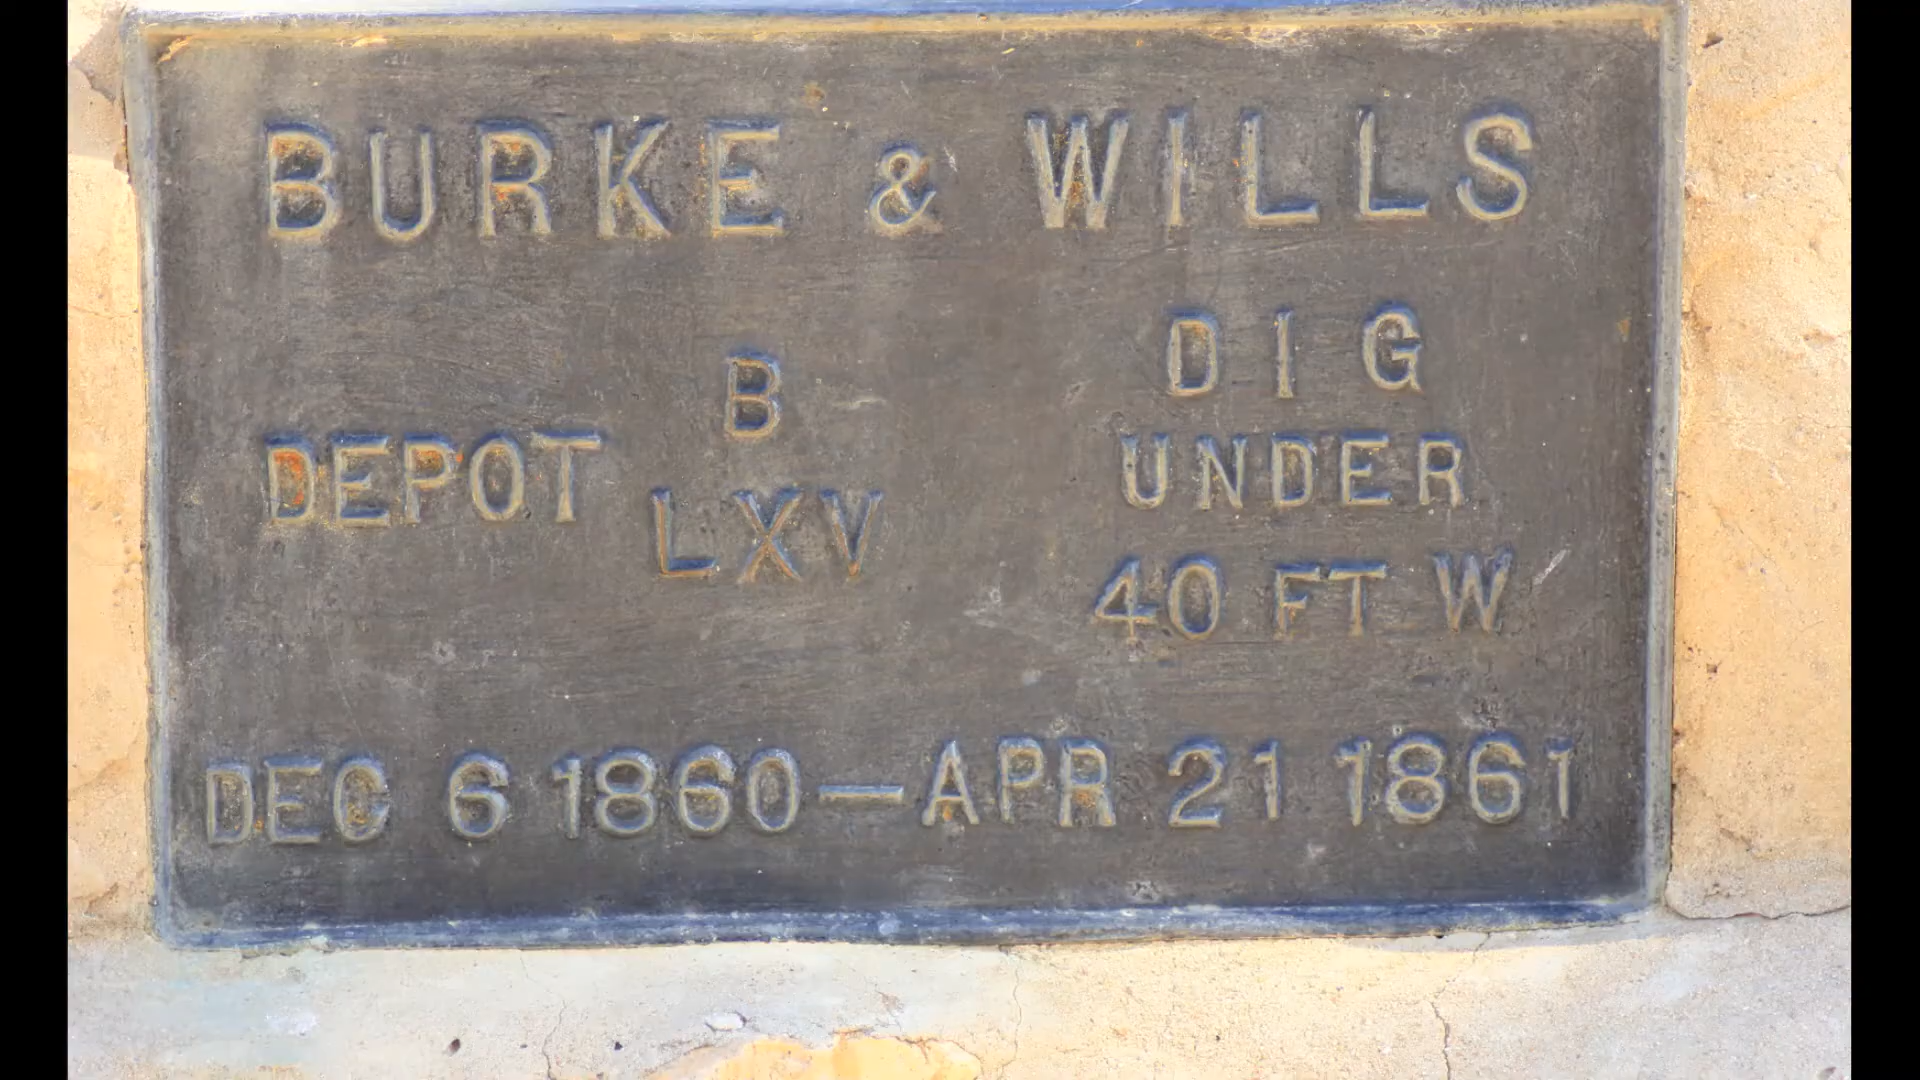 BURKE & WILLS
B
DEPOT
LXV
DIG
UNDER
40 FT W
DEC 6 1860—APR 21 1861